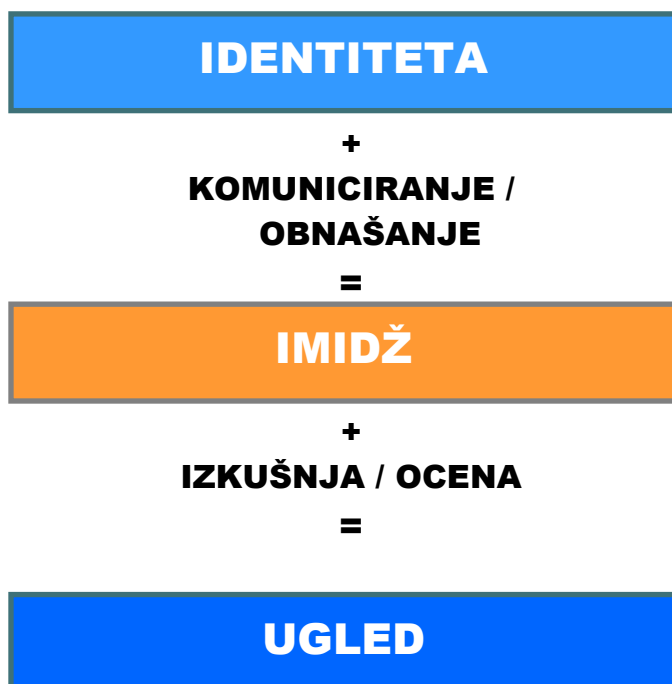 IDENTITETA
+
KOMUNICIRANJE /
OBNAŠANJE
=
IMIDŽ
+
IZKUŠNJA / OCENA
=
UGLED